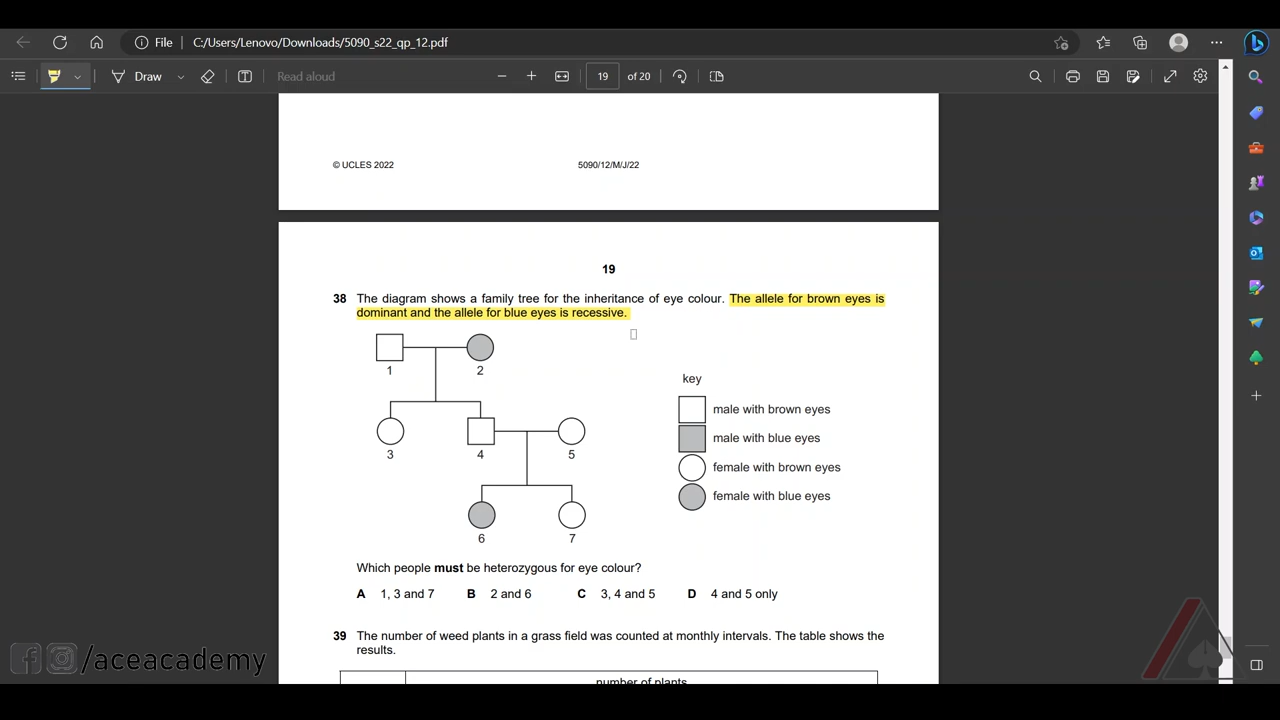 File C:/Users/Lenovo/Downloads/5090_s22_qp_12.pdf
Draw Read aloud 19 of 20
© UCLES 2022 5090/12/M/J/22
19
38 The diagram shows a family tree for the inheritance of eye colour. The allele for brown eyes is
dominant and the allele for blue eyes is recessive.
1 2
key
male with brown eyes
male with blue eyes
3 4 5
female with brown eyes
female with blue eyes
6 7
Which people must be heterozygous for eye colour?
A 1, 3 and 7 B 2 and 6 C 3, 4 and 5 D 4 and 5 only
39 The number of weed plants in a grass field was counted at monthly intervals. The table shows the
results.
number of plants
/aceacademy